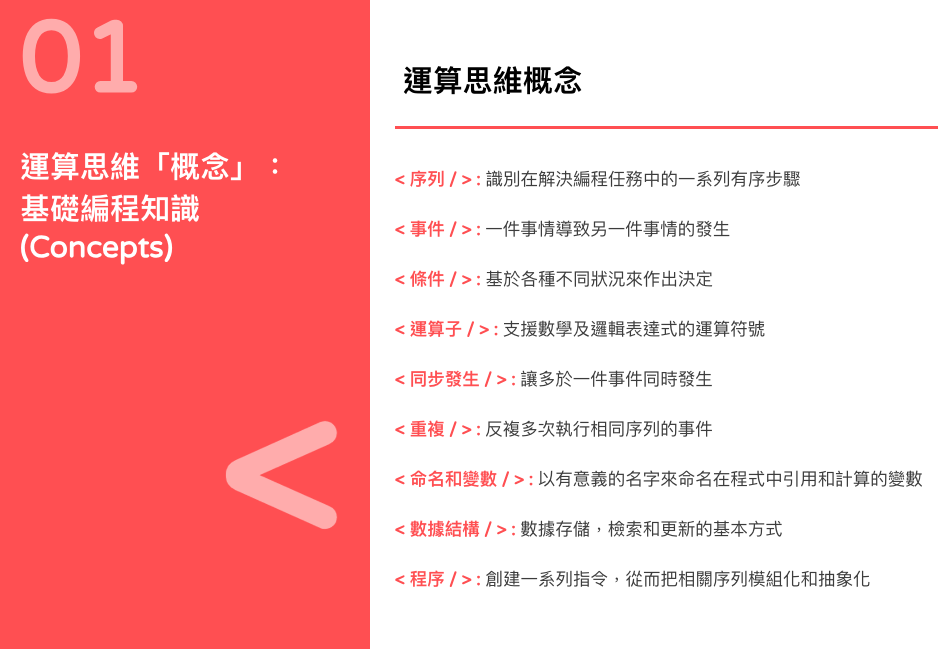 01
運算思維「概念」：
基礎編程知識
(Concepts)
<
運算思維概念
< 序列 / > : 識別在解決編程任務中的一系列有序步驟
< 事件 / > : 一件事情導致另一件事情的發生
< 條件 / > : 基於各種不同狀況來作出決定
< 運算子 / > : 支援數學及邏輯表達式的運算符號
< 同步發生 / > : 讓多於一件事件同時發生
< 重複 / > : 反複多次執行相同序列的事件
< 命名和變數 / > : 以有意義的名字來命名在程式中引用和計算的變數
< 數據結構 / > : 數據存儲，檢索和更新的基本方式
< 程序 / > : 創建一系列指令，從而把相關序列模組化和抽象化